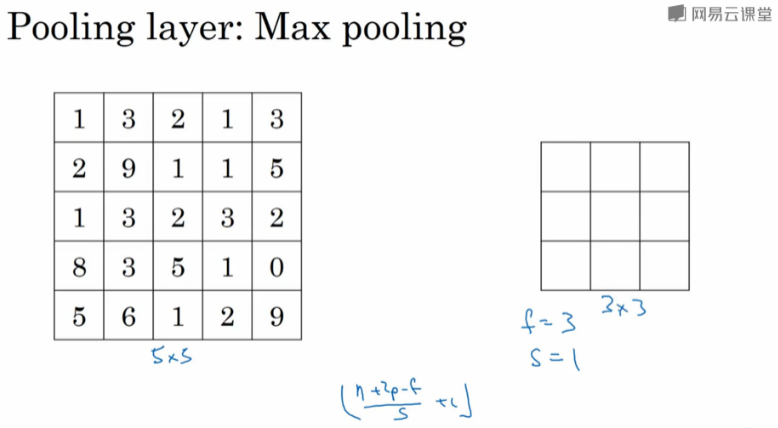 Pooling layer: Max pooling
网易云课堂
1 3 2 1 3
2 9 1 1 5
1 3 2 3 2
8 3 5 1 0
5 6 1 2 9
5×5
3×3
f=3
s=1
⌊(n+2p-f)/s +1⌋